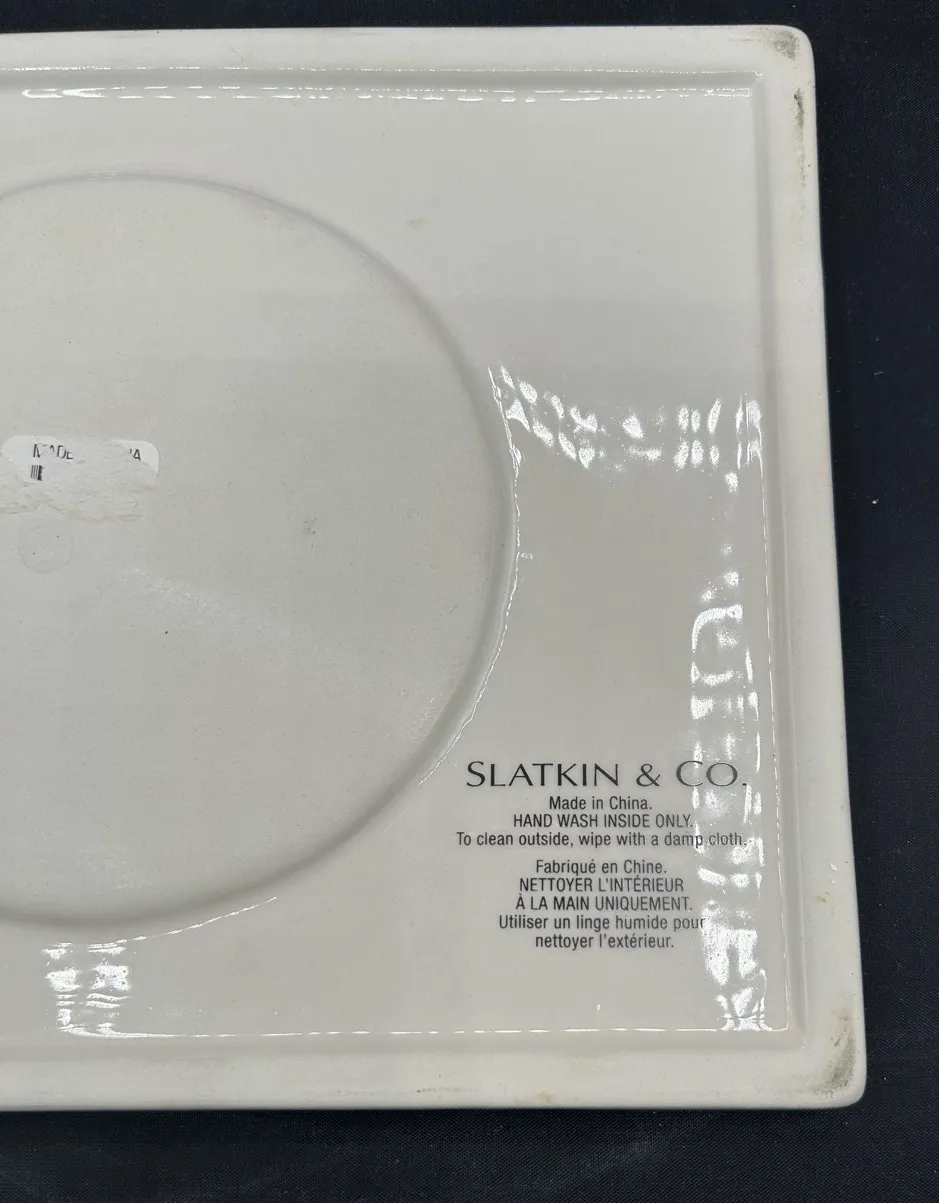 MADE
SLATKIN & CO.
Made in China.
HAND WASH INSIDE ONLY.
To clean outside, wipe with a damp cloth.
Fabriqué en Chine.
NETTOYER L'INTÉRIEUR
À LA MAIN UNIQUEMENT.
Utiliser un linge humide pour
nettoyer l'extérieur.